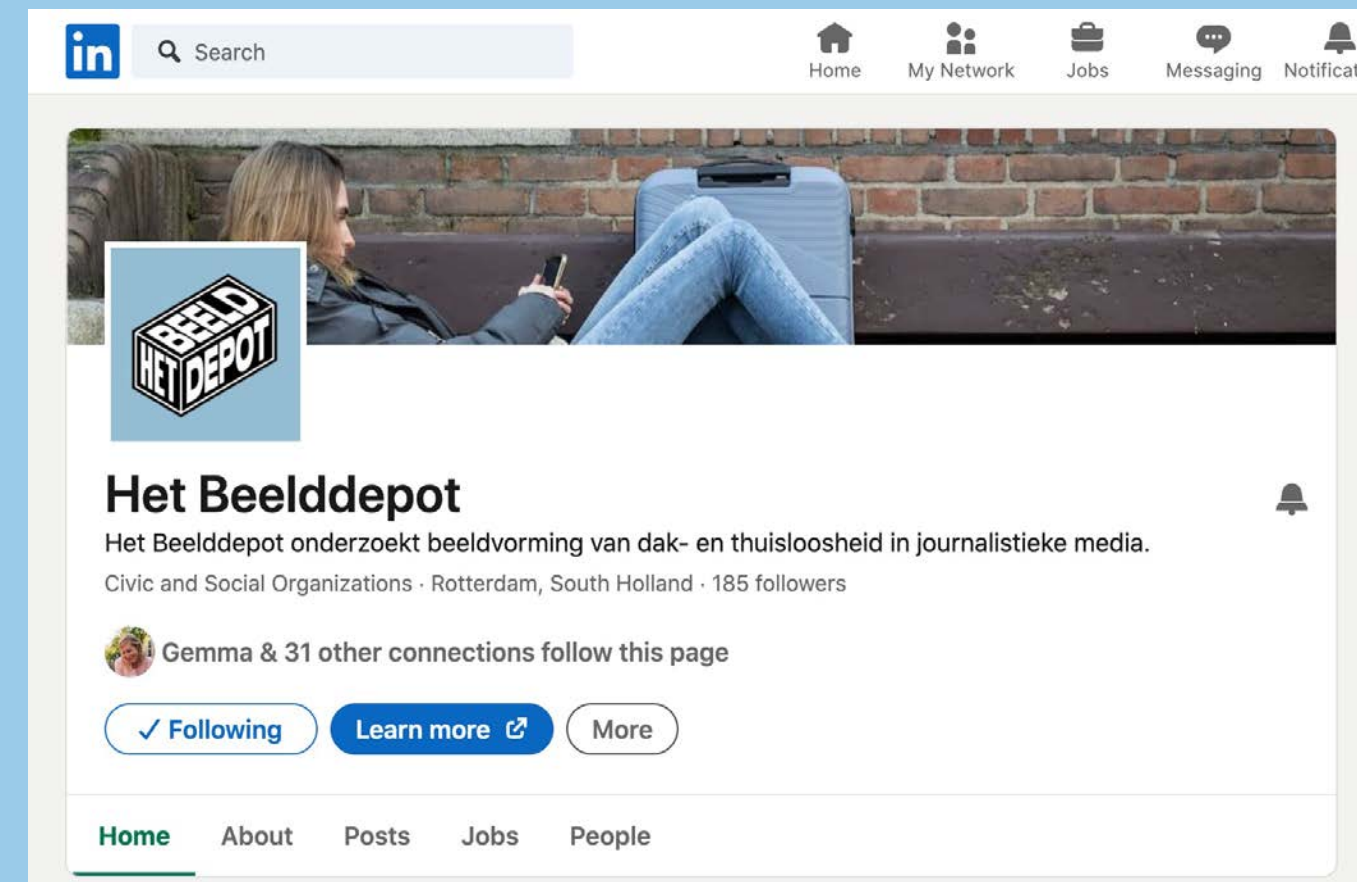 in Search
Home My Network Jobs Messaging Notificat
BEELD
HET DEPOT
Het Beelddepot
Het Beelddepot onderzoekt beeldvorming van dak- en thuisloosheid in journalistieke media.
Civic and Social Organizations · Rotterdam, South Holland · 185 followers
Gemma & 31 other connections follow this page
✓ Following Learn more More
Home About Posts Jobs People